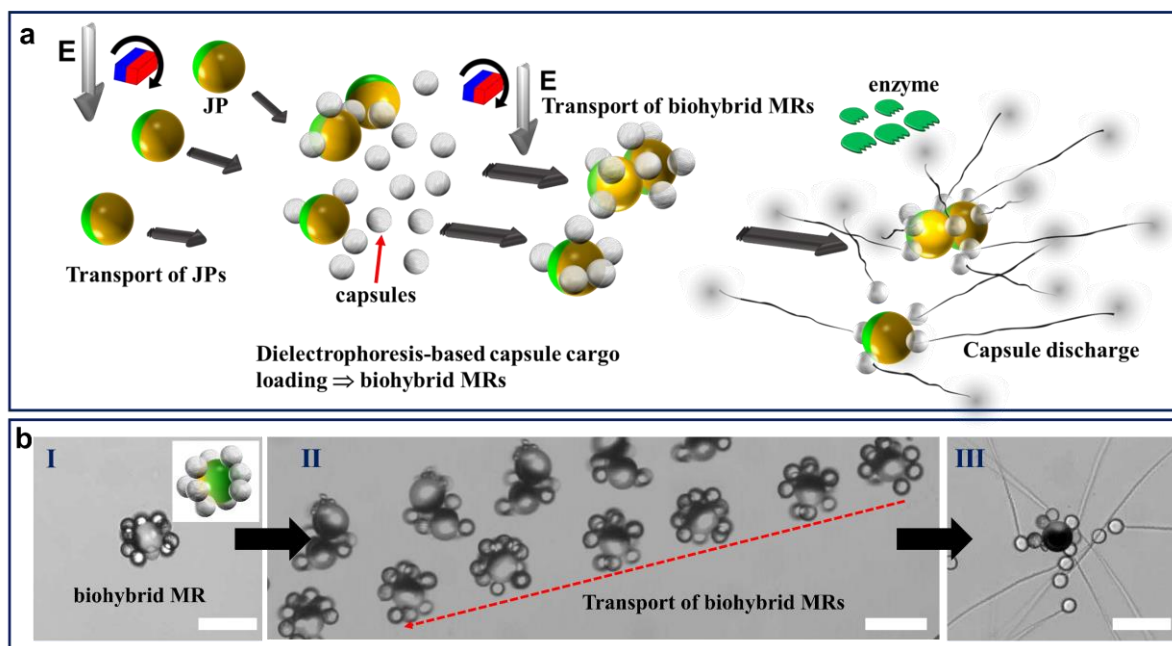 a
E
JP
E
Transport of biohybrid MRs
enzyme
Transport of JPs
capsules
Dielectrophoresis-based capsule cargo
loading ⇒ biohybrid MRs
Capsule discharge
b
I
II
III
biohybrid MR
Transport of biohybrid MRs